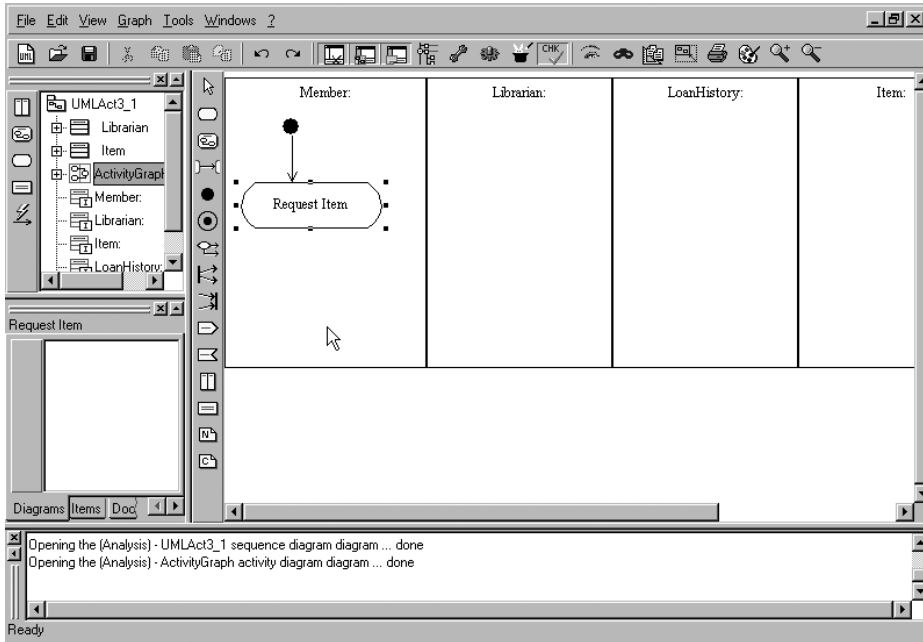 File Edit View Graph Tools Windows ?
UML
CHK
UMLAct3_1
Librarian
Item
ActivityGraph
Member:
Librarian:
Item:
LoanHistory:
Request Item
Diagrams Items Doc
Member: Librarian: LoanHistory: Item:
Request Item
N
C
Opening the (Analysis) - UMLAct3_1 sequence diagram diagram ... done
Opening the (Analysis) - ActivityGraph activity diagram diagram ... done
Ready